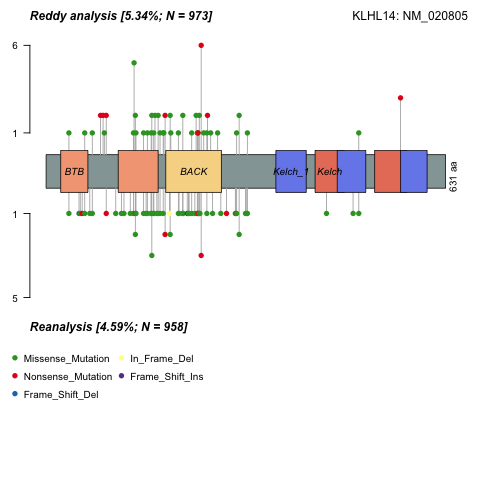 Reddy analysis [5.34%; N = 973]
KLHL14: NM_020805
6
1
BTB
BACK
Kelch_1
Kelch
631 aa
1
5
Reanalysis [4.59%; N = 958]
Missense_Mutation
In_Frame_Del
Nonsense_Mutation
Frame_Shift_Ins
Frame_Shift_Del